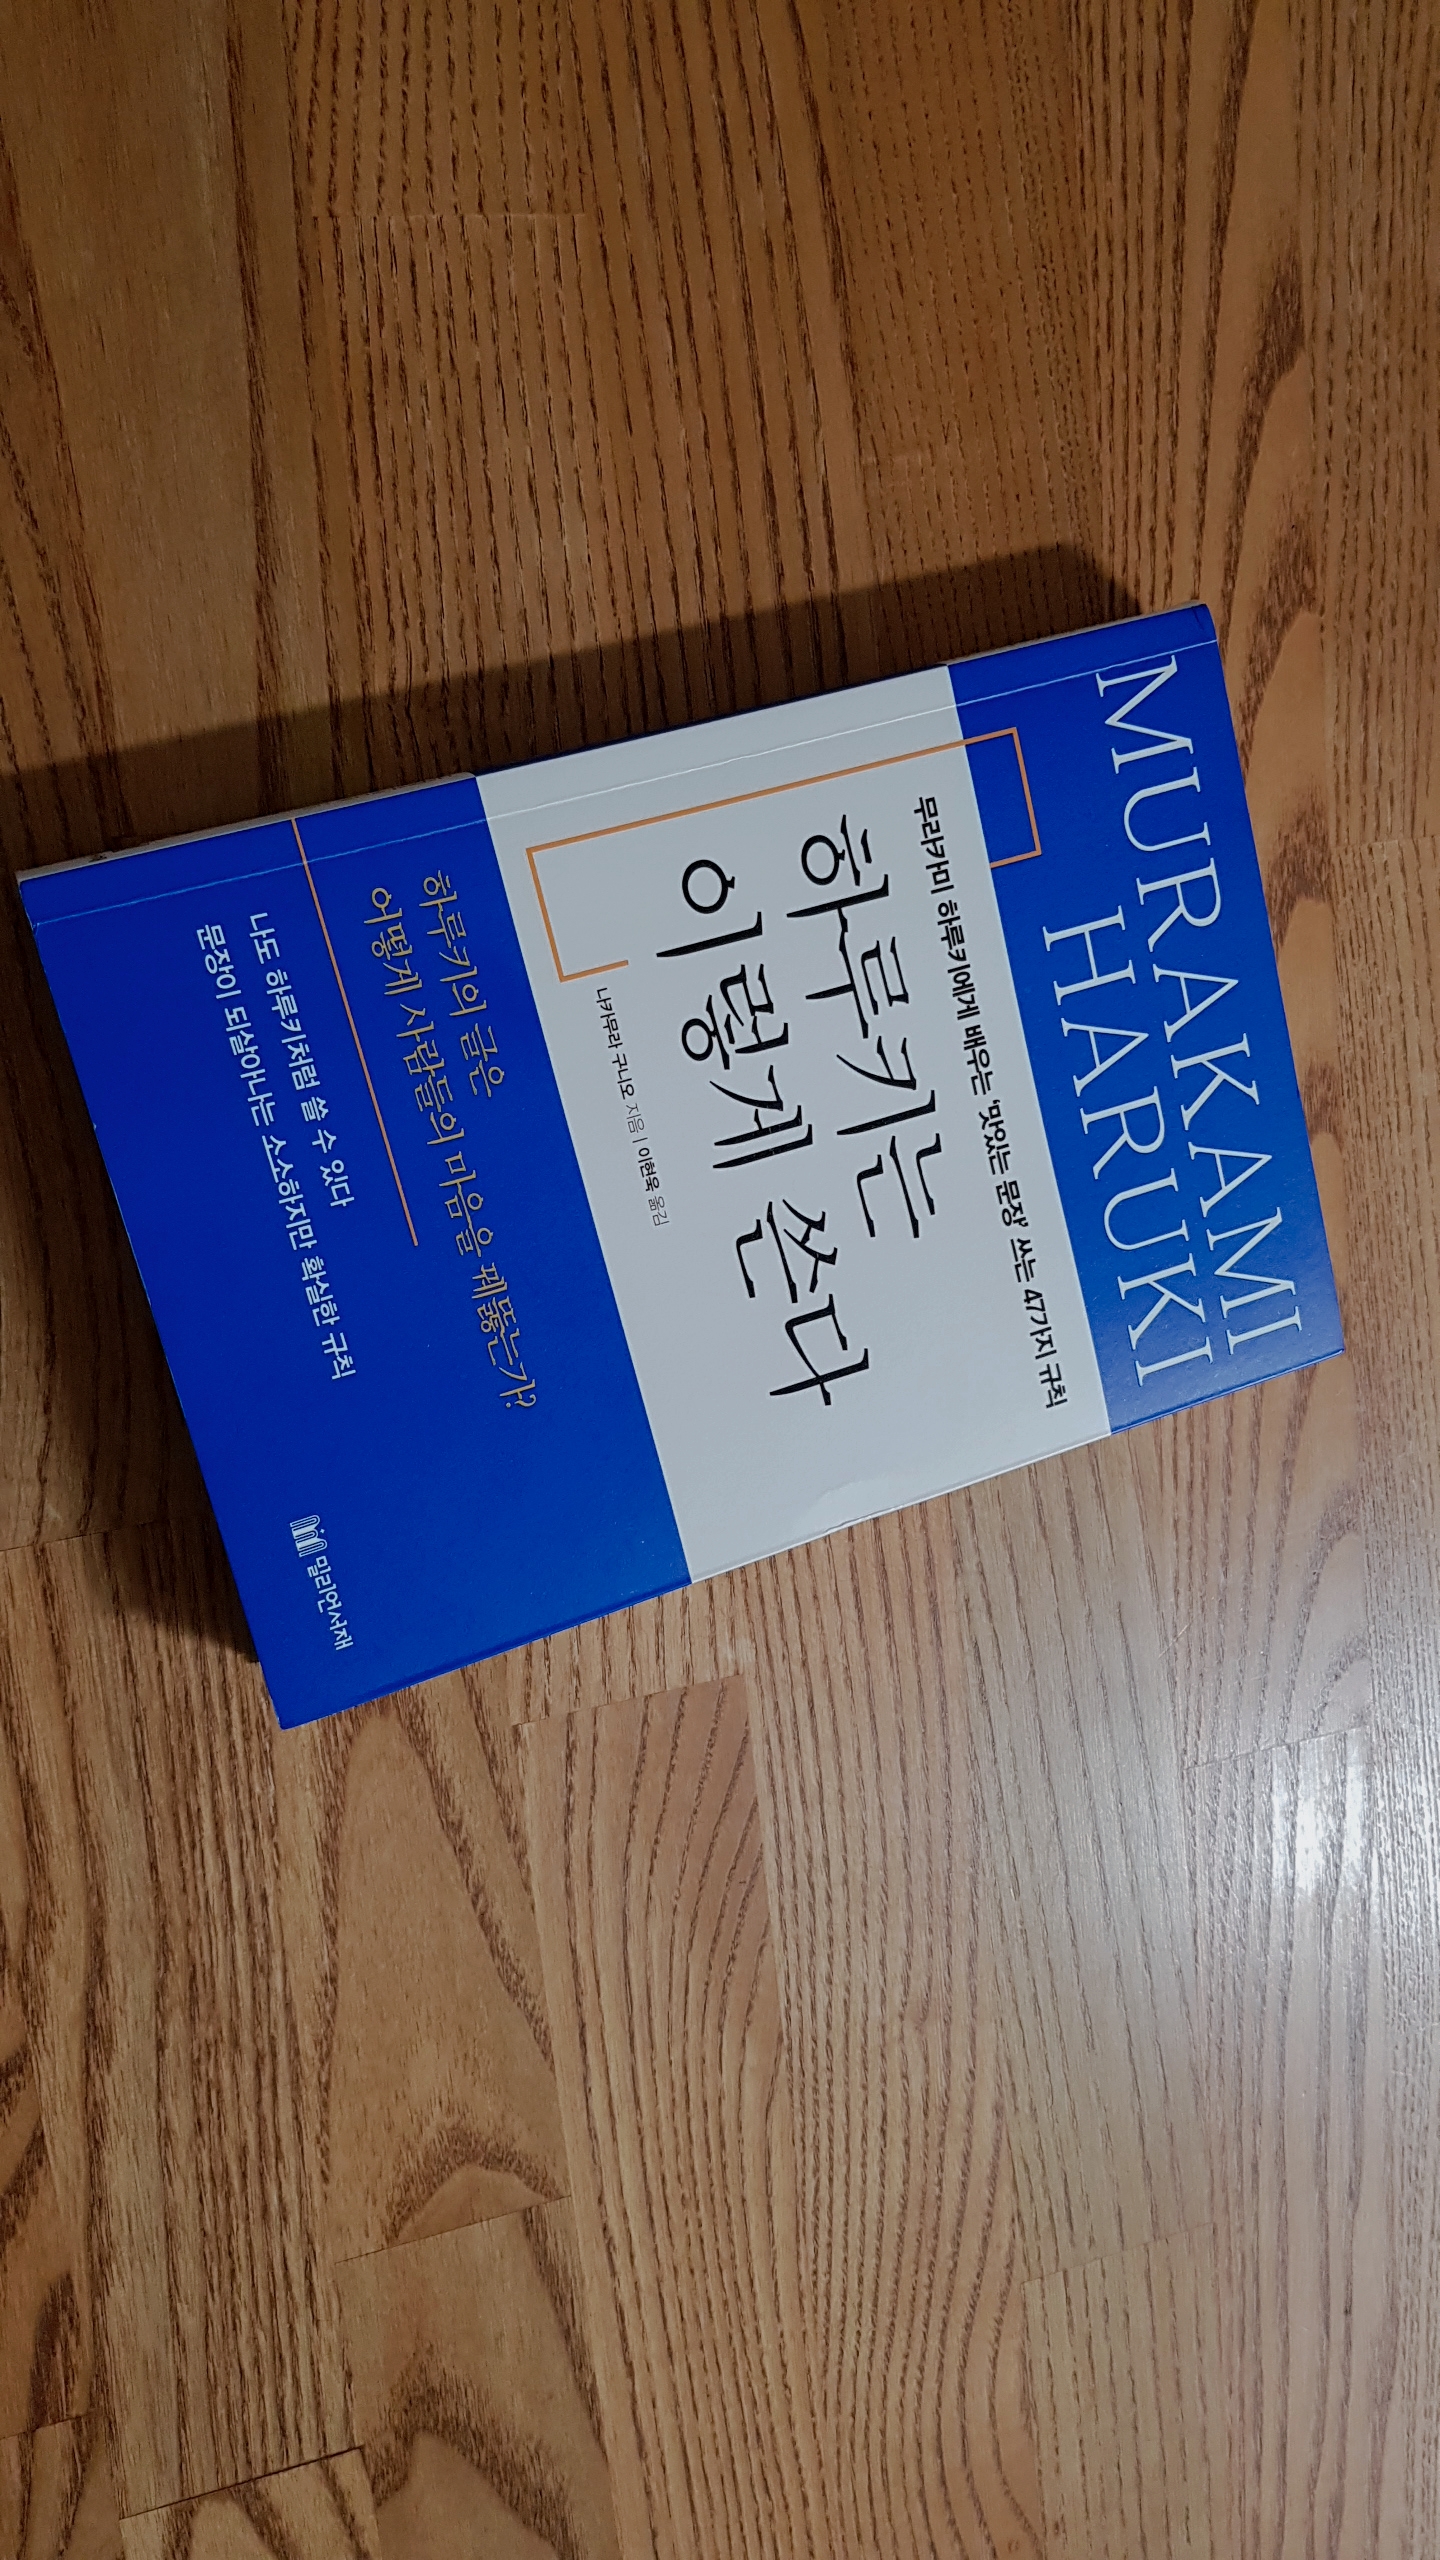 MURAKAMI
HARUKI
무라카미 하루키에게 배우는 '맛있는 문장' 쓰는 47가지 규칙
하루키는
이렇게 쓴다
나카무라 구니오 지음 | 이현욱 옮김
하루키의 글은
어떻게 사람들의 마음을 꿰뚫는가?
나도 하루키처럼 쓸 수 있다
문장이 되살아나는 소소하지만 확실한 규칙
밀리언서재